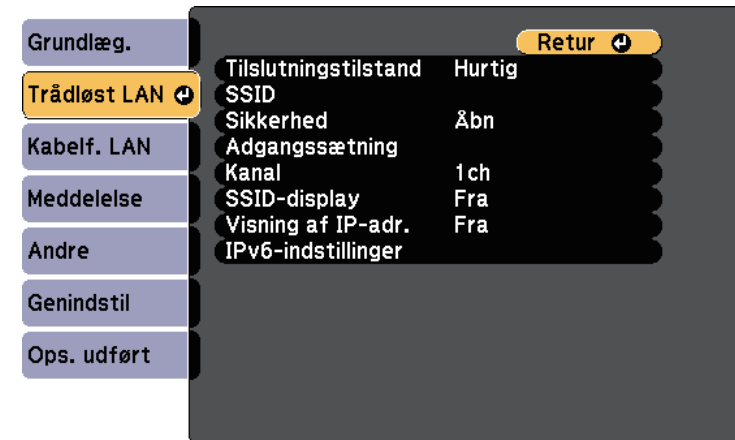 Grundlæg.
Trådløst LAN
Kabelf. LAN
Meddelelse
Andre
Genindstil
Ops. udført
Retur
Tilslutningstilstand Hurtig
SSID
Sikkerhed Åbn
Adgangssætning
Kanal 1ch
SSID-display Fra
Visning af IP-adr. Fra
IPv6-indstillinger